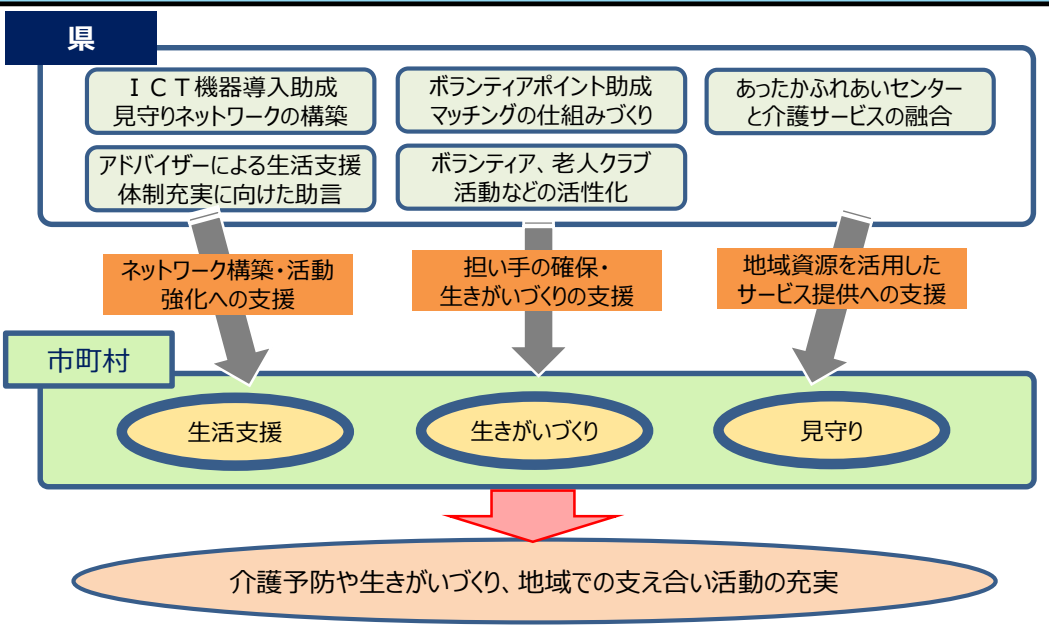 県
ＩＣＴ機器導入助成
見守りネットワークの構築
ボランティアポイント助成
マッチングの仕組みづくり
あったかふれあいセンター
と介護サービスの融合
アドバイザーによる生活支援
体制充実に向けた助言
ボランティア、老人クラブ
活動などの活性化
ネットワーク構築・活動
強化への支援
担い手の確保・
生きがいづくりの支援
地域資源を活用した
サービス提供への支援
市町村
生活支援
生きがいづくり
見守り
介護予防や生きがいづくり、地域での支え合い活動の充実